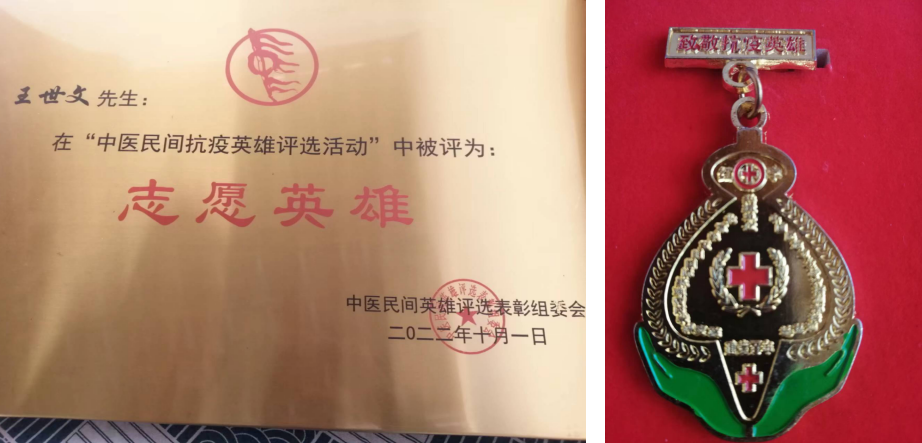 王世文 先生：
在“中医民间抗疫英雄评选活动”中被评为：
志愿英雄
中医民间英雄评选表彰组委会
二0二二年十月一日
致敬抗疫英雄